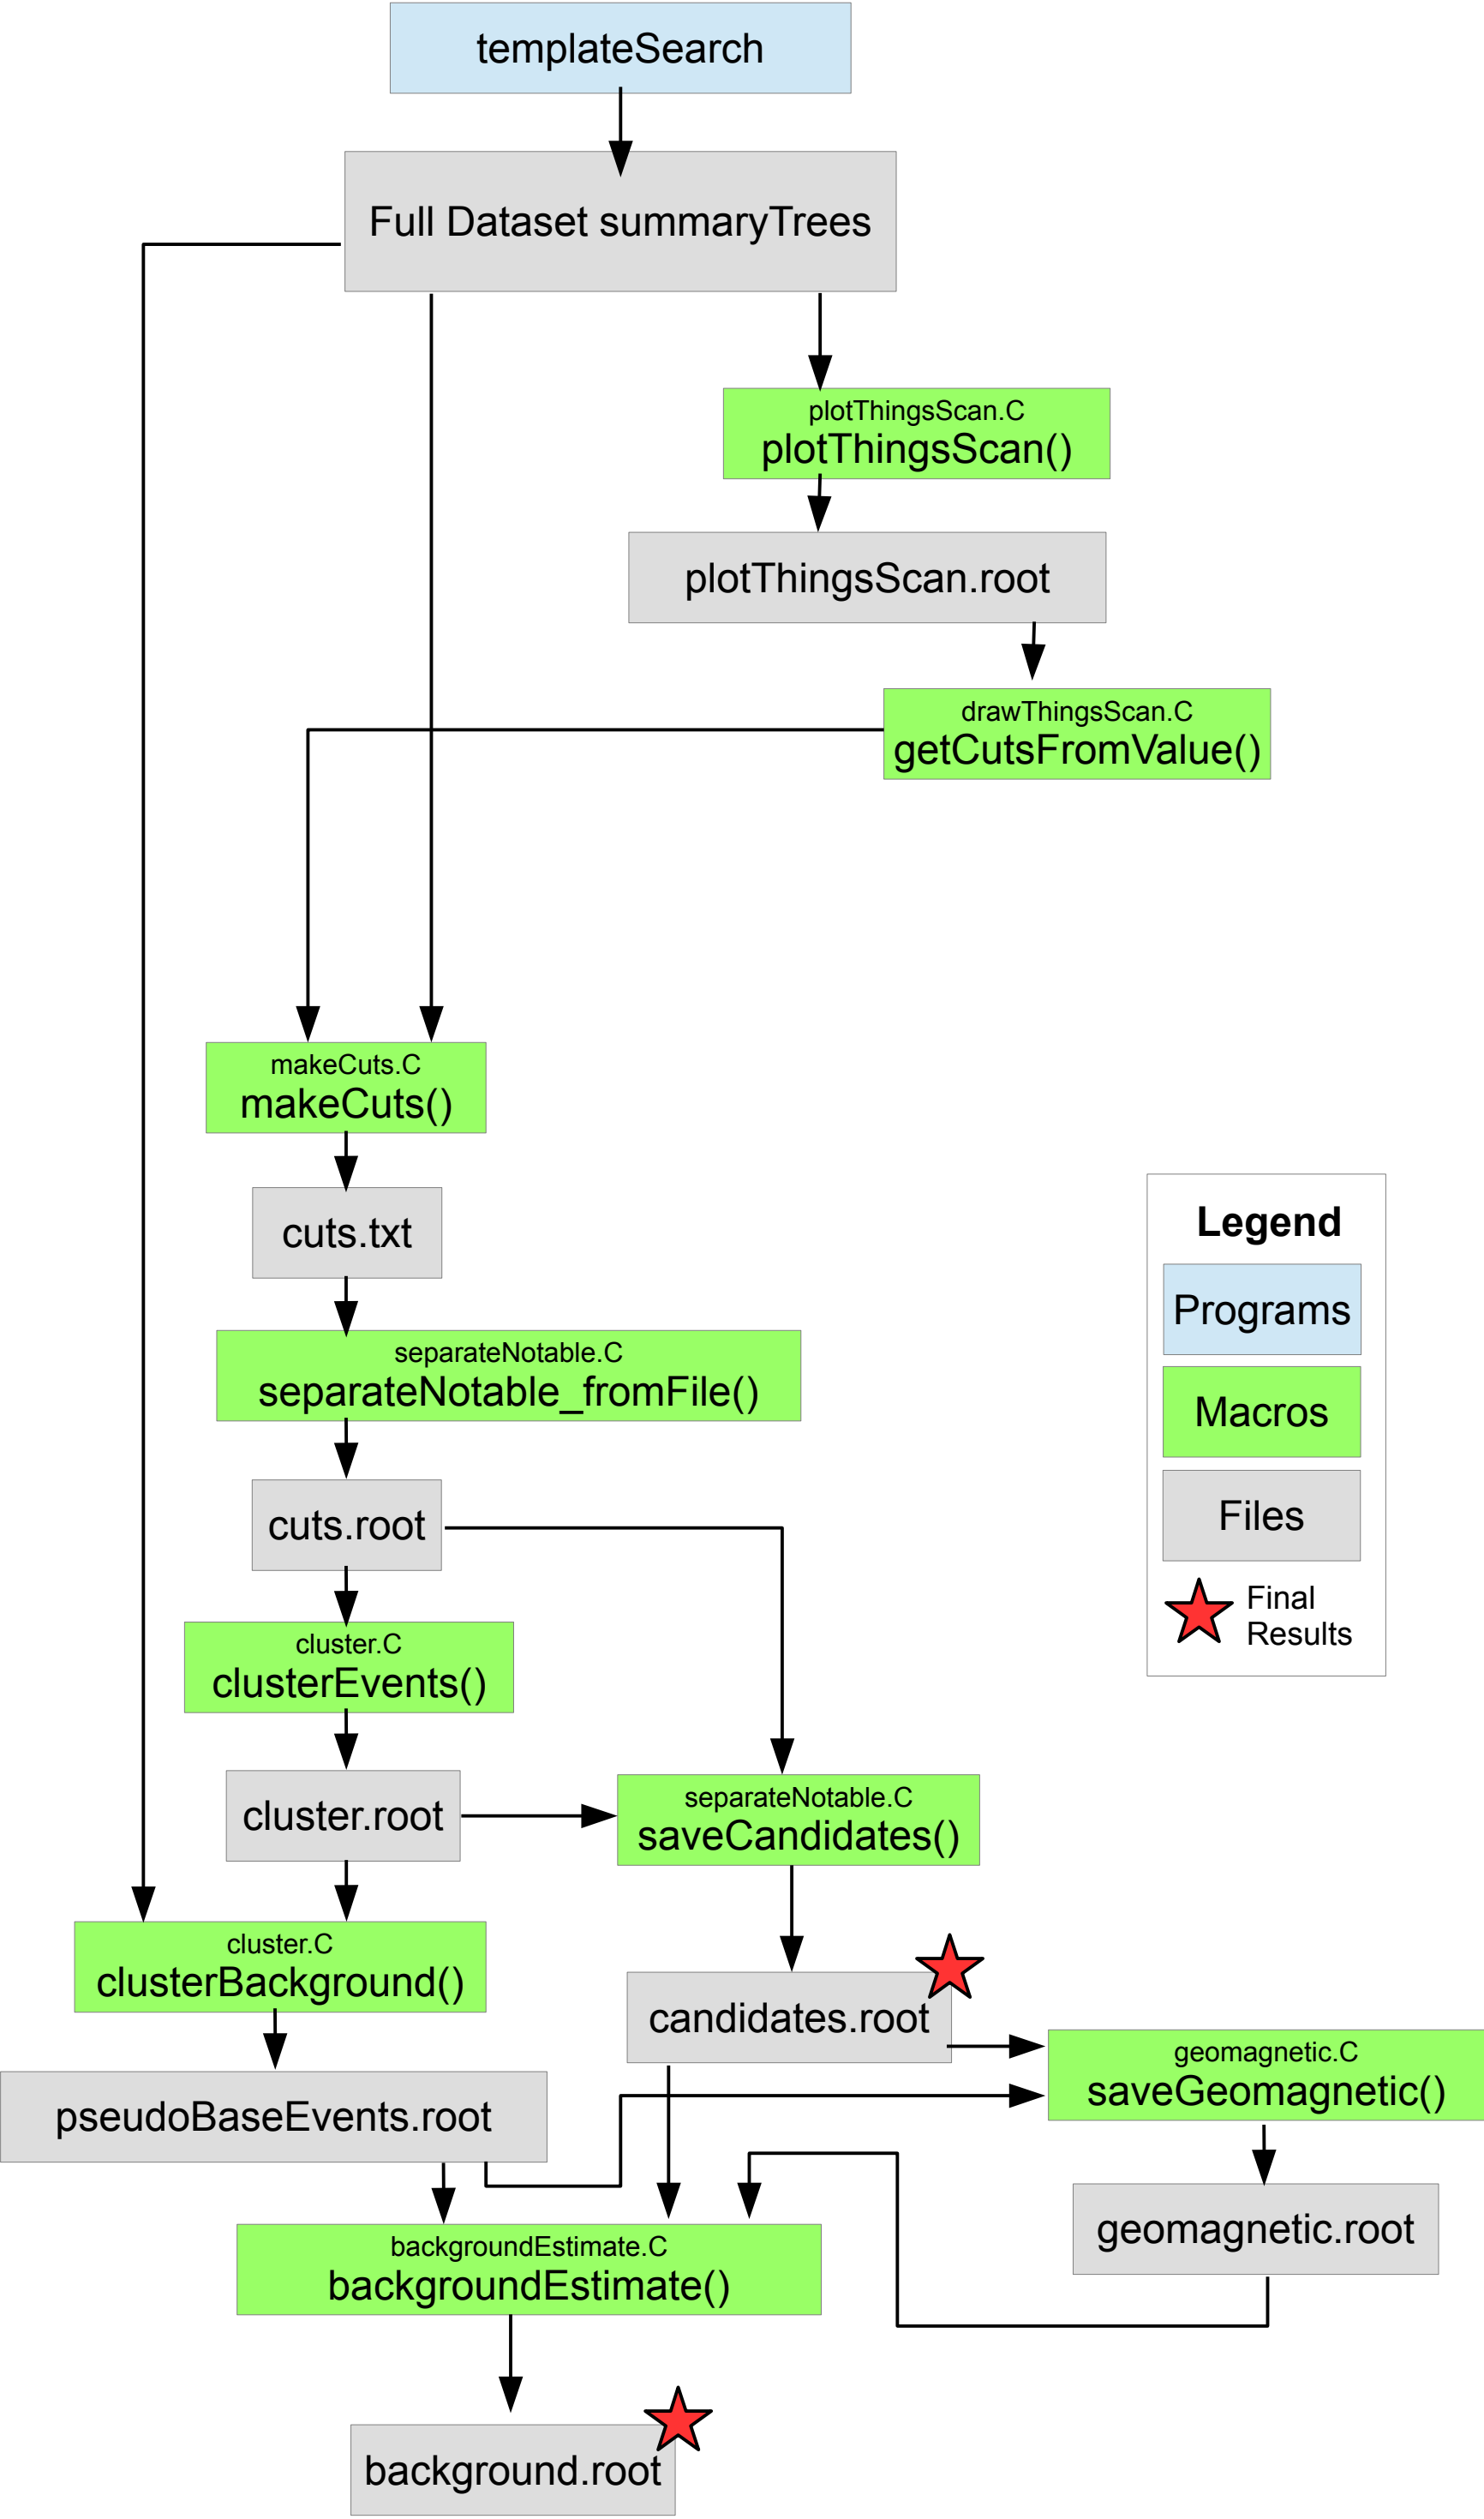 templateSearch
Full Dataset summaryTrees
plotThingsScan.C
plotThingsScan()
plotThingsScan.root
drawThingsScan.C
getCutsFromValue()
makeCuts.C
makeCuts()
cuts.txt
separateNotable.C
separateNotable_fromFile()
cuts.root
cluster.C
clusterEvents()
cluster.root
separateNotable.C
saveCandidates()
cluster.C
clusterBackground()
candidates.root
geomagnetic.C
saveGeomagnetic()
pseudoBaseEvents.root
geomagnetic.root
backgroundEstimate.C
backgroundEstimate()
background.root
Legend
Programs
Macros
Files
Final
Results